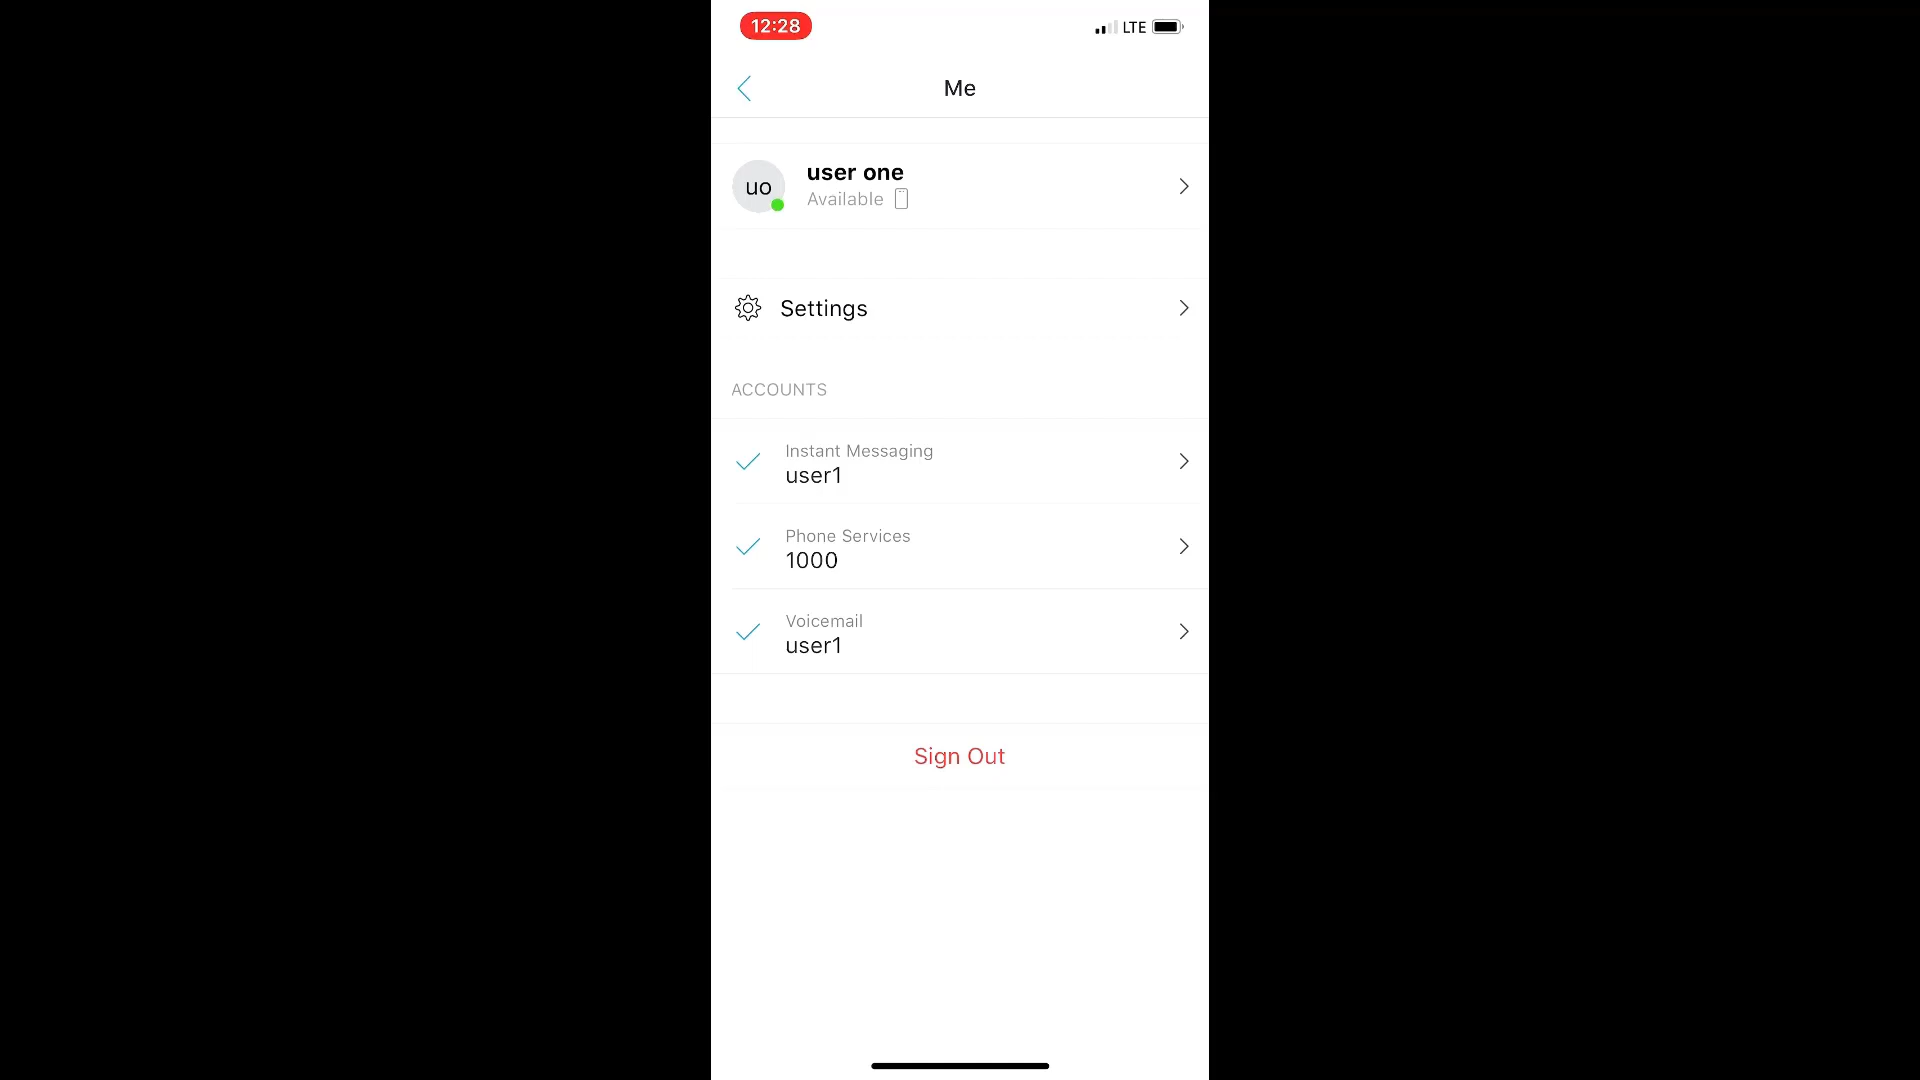 12:28
LTE
Me
uo
user one
Available
Settings
ACCOUNTS
Instant Messaging
user1
Phone Services
1000
Voicemail
user1
Sign Out